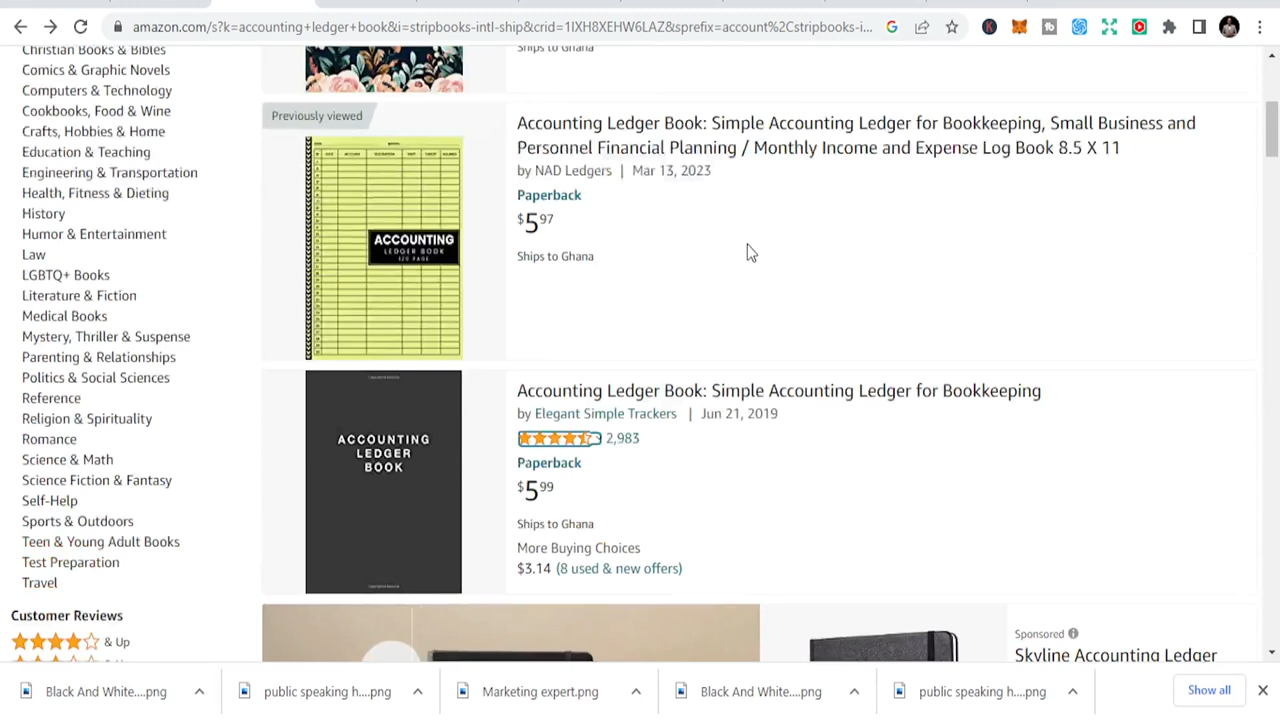 amazon.com/s?k=accounting+ledger+book&i=stripbooks-intl-ship&crid=1IXH8XEHW6LAZ&sprefix=account%2Cstripbooks-i...
Christian Books & Bibles
Comics & Graphic Novels
Computers & Technology
Cookbooks, Food & Wine
Crafts, Hobbies & Home
Education & Teaching
Engineering & Transportation
Health, Fitness & Dieting
History
Humor & Entertainment
Law
LGBTQ+ Books
Literature & Fiction
Medical Books
Mystery, Thriller & Suspense
Parenting & Relationships
Politics & Social Sciences
Reference
Religion & Spirituality
Romance
Science & Math
Science Fiction & Fantasy
Self-Help
Sports & Outdoors
Teen & Young Adult Books
Test Preparation
Travel
Customer Reviews
& Up
Ships to Ghana
Previously viewed
ACCOUNTING
LEDGER BOOK
120 PAGE
Accounting Ledger Book: Simple Accounting Ledger for Bookkeeping, Small Business and
Personnel Financial Planning / Monthly Income and Expense Log Book 8.5 X 11
by NAD Ledgers | Mar 13, 2023
Paperback
$5 97
Ships to Ghana
ACCOUNTING
LEDGER
BOOK
Accounting Ledger Book: Simple Accounting Ledger for Bookkeeping
by Elegant Simple Trackers | Jun 21, 2019
2,983
Paperback
$5 99
Ships to Ghana
More Buying Choices
$3.14 (8 used & new offers)
Sponsored
Skyline Accounting Ledger
Black And White....png
public speaking h....png
Marketing expert.png
Black And White....png
public speaking h....png
Show all